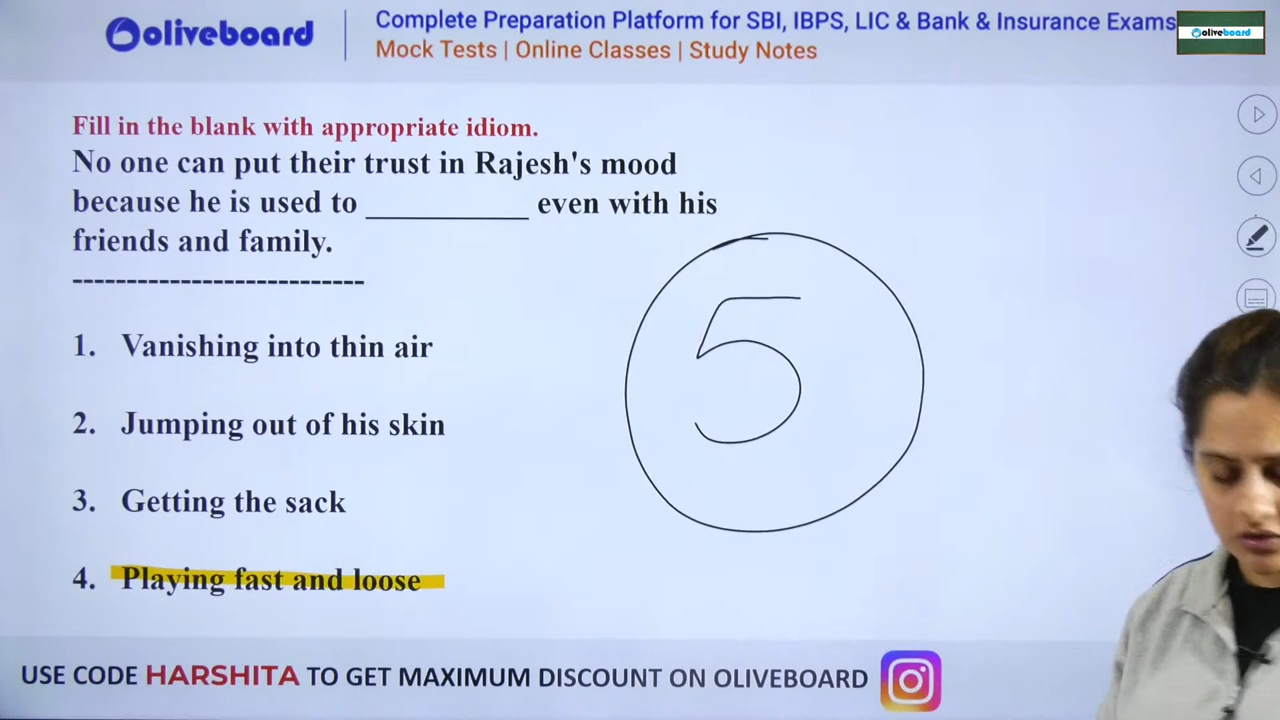 oliveboard
Complete Preparation Platform for SBI, IBPS, LIC & Bank & Insurance Exams
Mock Tests | Online Classes | Study Notes
oliveboard
Fill in the blank with appropriate idiom.
No one can put their trust in Rajesh's mood
because he is used to ___________ even with his
friends and family.
---------------------------
1. Vanishing into thin air
2. Jumping out of his skin
3. Getting the sack
4. Playing fast and loose
5
USE CODE HARSHITA TO GET MAXIMUM DISCOUNT ON OLIVEBOARD